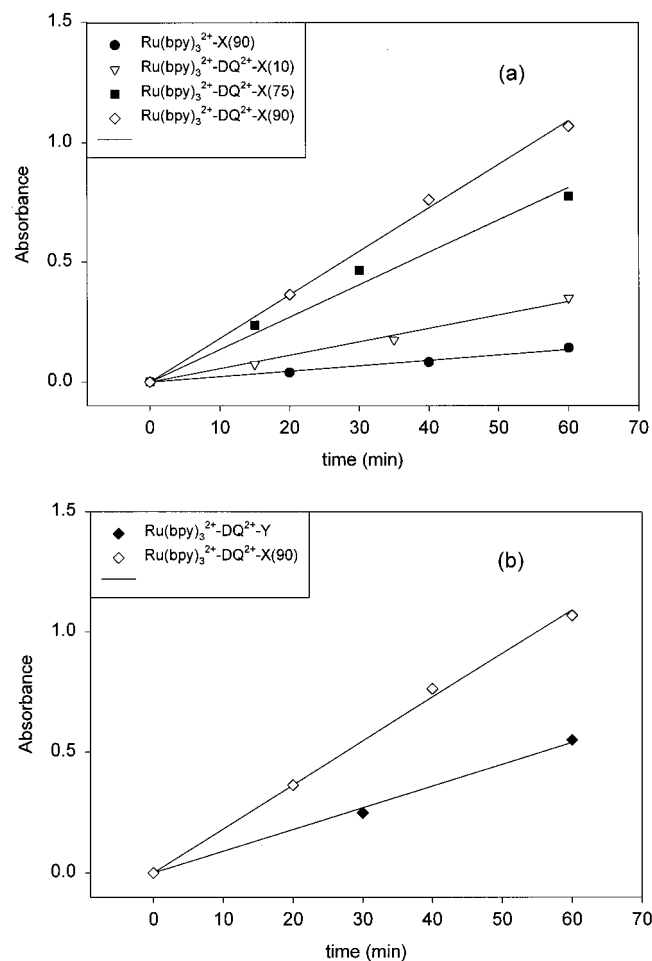 1.5
Ru(bpy)₃²⁺-X(90)
Ru(bpy)₃²⁺-DQ²⁺-X(10)
Ru(bpy)₃²⁺-DQ²⁺-X(75)
Ru(bpy)₃²⁺-DQ²⁺-X(90)
(a)
1.0
0.5
0.0
Absorbance
0 10 20 30 40 50 60 70
time (min)
1.5
Ru(bpy)₃²⁺-DQ²⁺-Y
Ru(bpy)₃²⁺-DQ²⁺-X(90)
(b)
1.0
0.5
0.0
Absorbance
0 10 20 30 40 50 60 70
time (min)